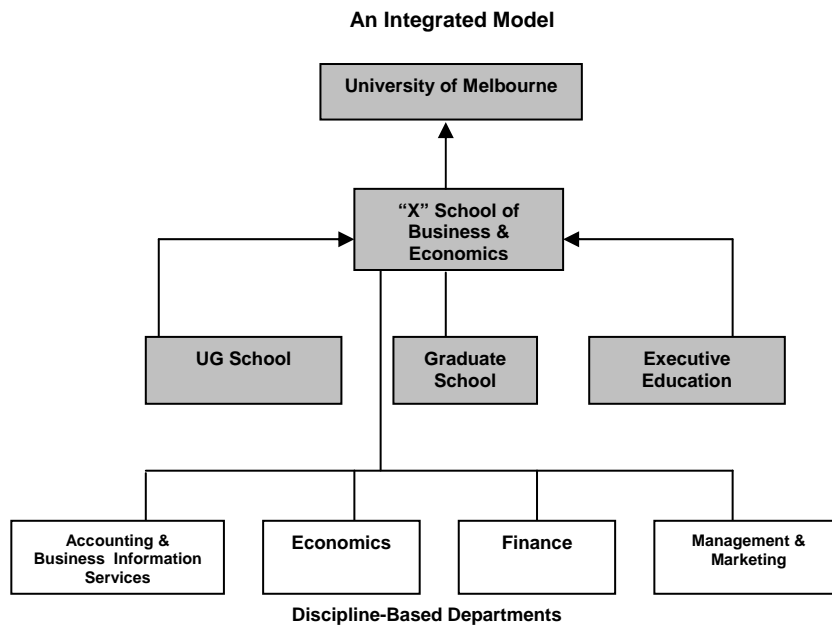 An Integrated Model
University of Melbourne
“X” School of
Business &
Economics
UG School
Graduate
School
Executive
Education
Accounting &
Business Information
Services
Economics
Finance
Management &
Marketing
Discipline-Based Departments